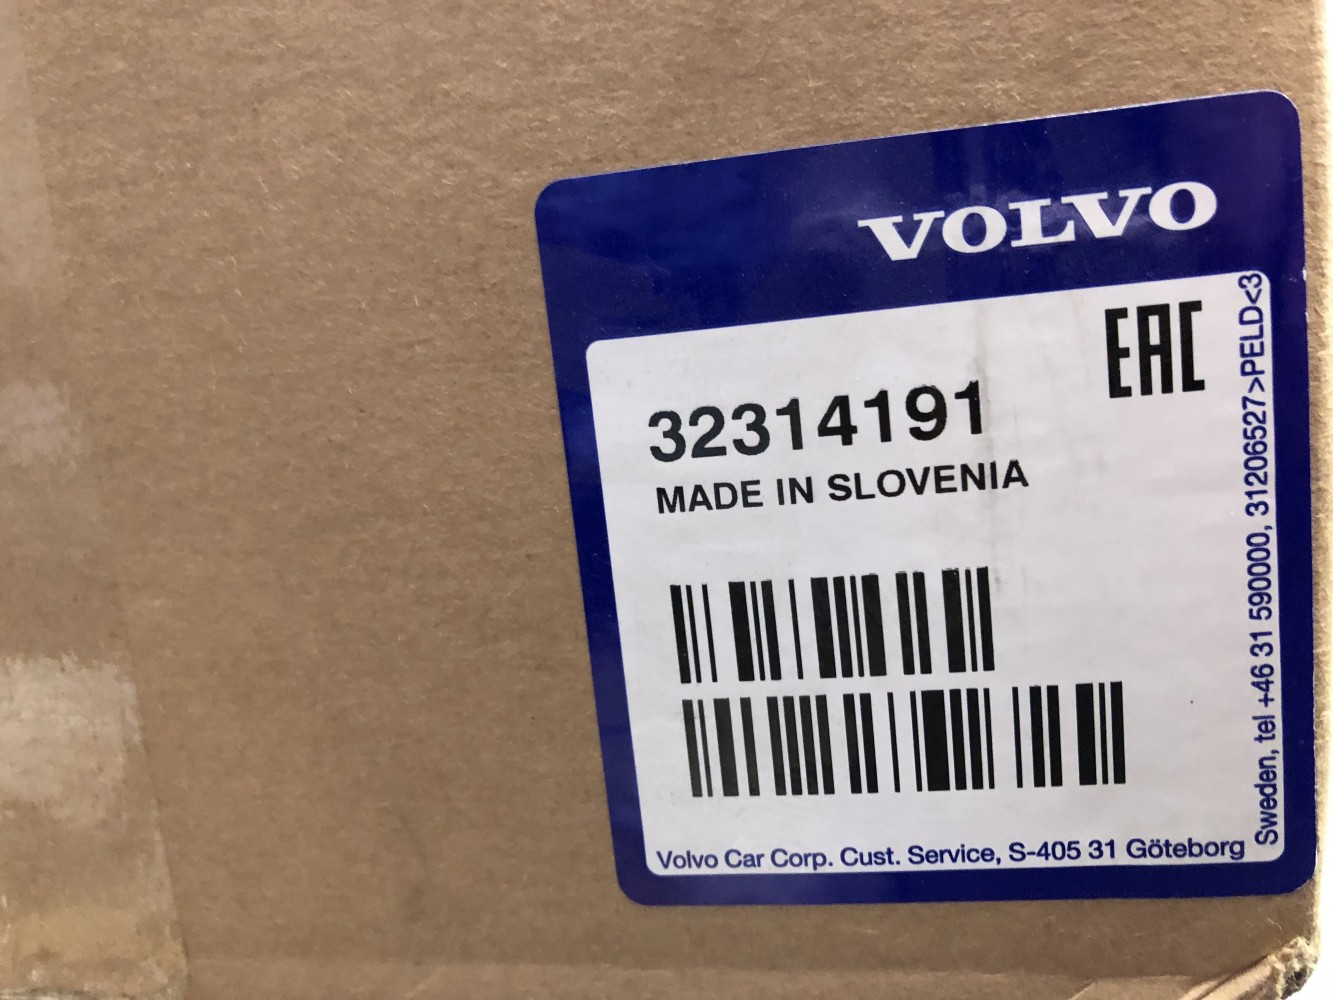 VOLVO
EAC
32314191
MADE IN SLOVENIA
Volvo Car Corp. Cust. Service, S-405 31 Göteborg
Sweden, tel +46 31 590000, 31206527>PELD<3